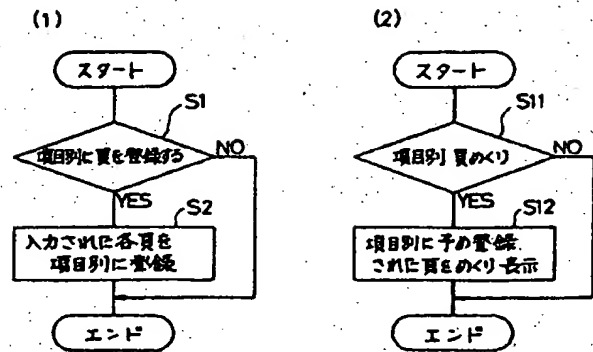 (1)
スタート
S1
項目別に頁を登録する
NO
YES
S2
入力された各頁を
項目別に登録
エンド
(2)
スタート
S11
項目別頁めくり
NO
YES
S12
項目別に予め登録
された頁をめくり表示
エンド